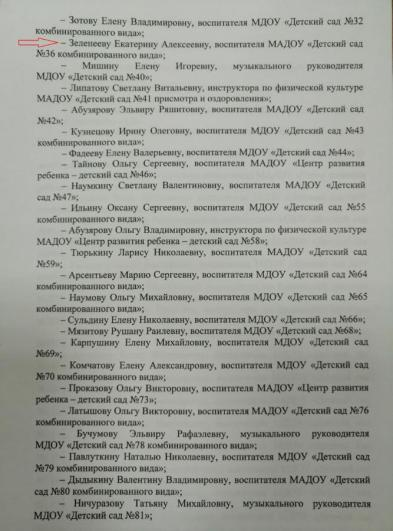 – Зотову Елену Владимировну, воспитателя МДОУ «Детский сад №32
комбинированного вида»;
– Зеленееву Екатерину Алексеевну, воспитателя МАДОУ «Детский сад
№36 комбинированного вида»;
– Мишину Елену Игоревну, музыкального руководителя
МДОУ «Детский сад №40»;
– Липатову Светлану Витальевну, инструктора по физической культуре
МАДОУ «Детский сад №41 присмотра и оздоровления»;
– Абузярову Эльвиру Ряшитовну, воспитателя МАДОУ «Детский сад
№42»;
– Кузнецову Ирину Олеговну, воспитателя МДОУ «Детский сад №43
комбинированного вида»;
– Фадееву Елену Валерьевну, воспитателя МДОУ «Детский сад №44»;
– Тайнову Ольгу Сергеевну, воспитателя МАДОУ «Центр развития
ребенка – детский сад №46»;
– Наумкину Светлану Валентиновну, воспитателя МАДОУ «Детский
сад №47»;
– Ильину Оксану Сергеевну, воспитателя МДОУ «Детский сад №55
комбинированного вида»;
– Абузярову Ольгу Владимировну, инструктора по физической культуре
МАДОУ «Центр развития ребенка – детский сад №58»;
– Тюрькину Ларису Николаевну, воспитателя МАДОУ «Детский сад
№59»;
– Арсентьеву Марию Сергеевну, воспитателя МДОУ «Детский сад №64
комбинированного вида»;
– Наумову Ольгу Михайловну, воспитателя МДОУ «Детский сад №65
комбинированного вида»;
– Сульдину Елену Николаевну, воспитателя МДОУ «Детский сад №66»;
– Мязитову Рушану Раилевну, воспитателя МДОУ «Детский сад №68»;
– Карпушину Елену Михайловну, воспитателя МДОУ «Детский сад
№69»;
– Комчатову Елену Александровну, воспитателя МДОУ «Детский сад
№70 комбинированного вида»;
– Проказову Ольгу Викторовну, воспитателя МАДОУ «Центр развития
ребенка – детский сад №73»;
– Латышову Ольгу Викторовну, воспитателя МАДОУ «Детский сад №76
комбинированного вида»;
– Бучумову Эльвиру Рафаэлевну, музыкального руководителя
МДОУ «Детский сад №78 комбинированного вида»;
– Павлуткину Наталью Николаевну, воспитателя МДОУ «Детский сад
№79 комбинированного вида»;
– Дыдыкину Валентину Владимировну, воспитателя МДОУ «Детский
сад №80 комбинированного вида»;
– Ничуразову Татьяну Михайловну, музыкального руководителя
МДОУ «Детский сад №81»;